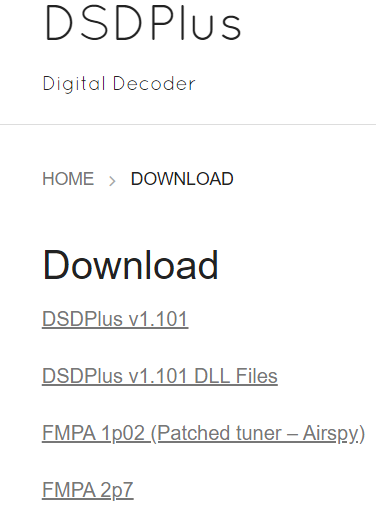 DSDPlus
Digital Decoder
HOME > DOWNLOAD
Download
DSDPlus v1.101
DSDPlus v1.101 DLL Files
FMPA 1p02 (Patched tuner – Airspy)
FMPA 2p7